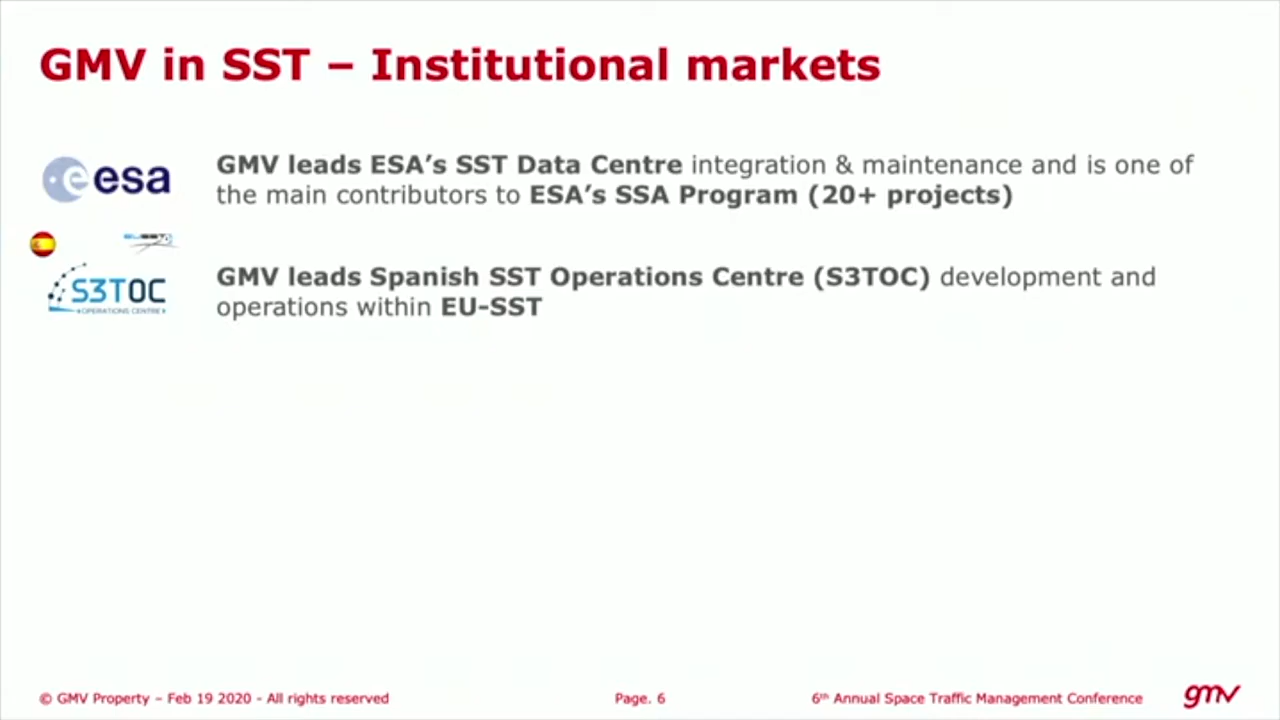 GMV in SST – Institutional markets
esa
GMV leads ESA’s SST Data Centre integration & maintenance and is one of
the main contributors to ESA’s SSA Program (20+ projects)
EUSST
S3TOC
OPERATIONS CENTRE
GMV leads Spanish SST Operations Centre (S3TOC) development and
operations within EU-SST
© GMV Property – Feb 19 2020 - All rights reserved
Page. 6
6th Annual Space Traffic Management Conference
gmv